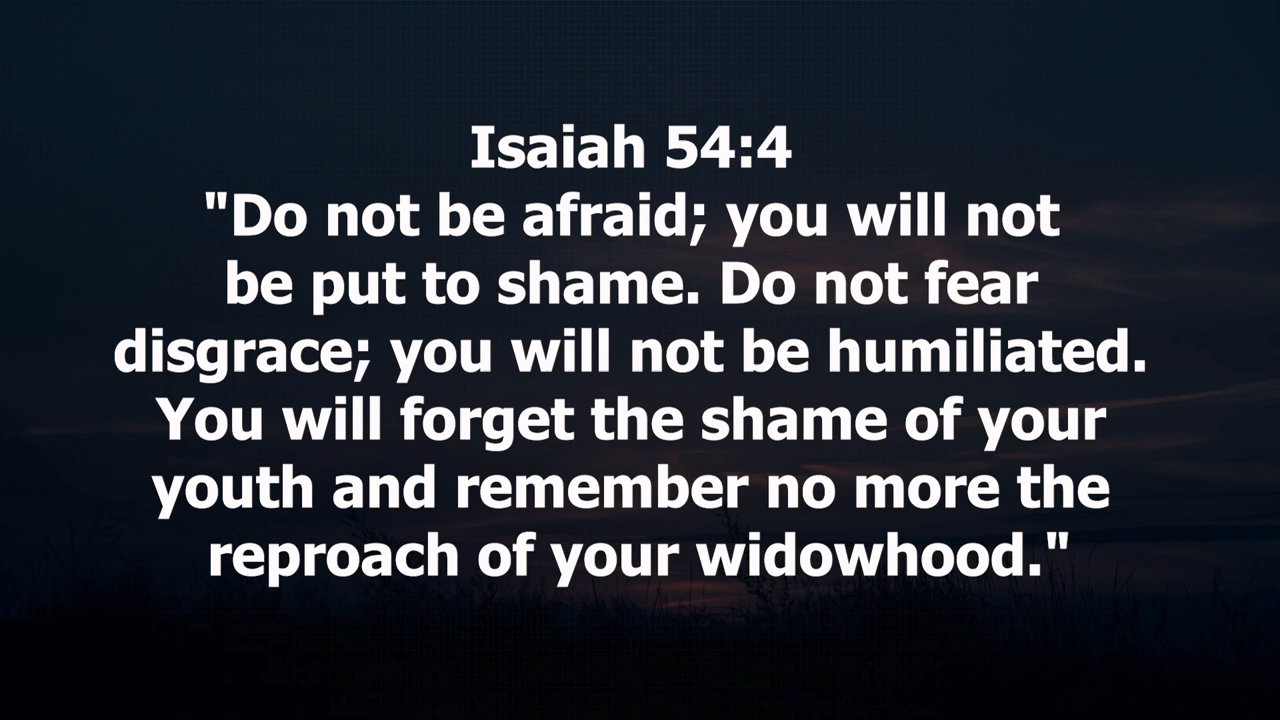 Isaiah 54:4
"Do not be afraid; you will not
be put to shame. Do not fear
disgrace; you will not be humiliated.
You will forget the shame of your
youth and remember no more the
reproach of your widowhood."